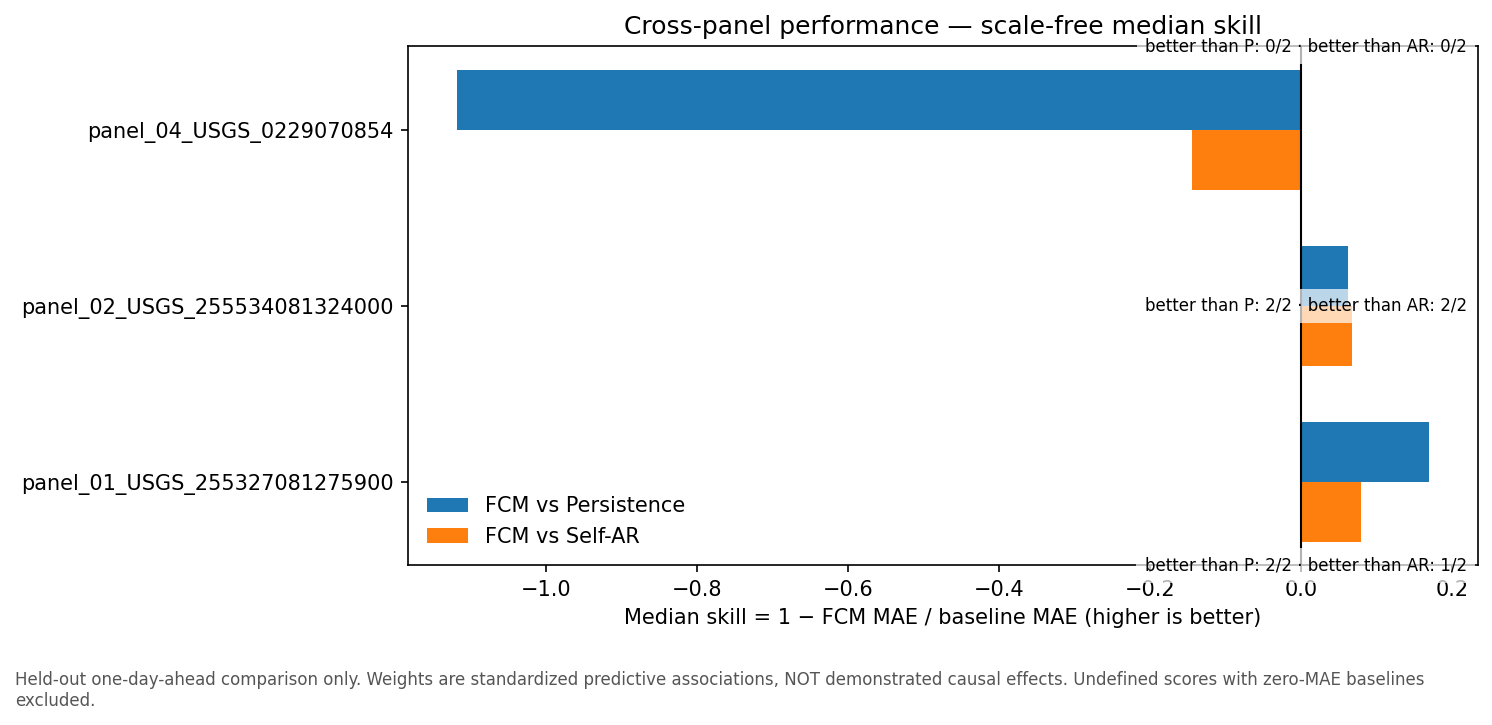 Cross-panel performance — scale-free median skill
better than P: 0/2 · better than AR: 0/2
panel_04_USGS_0229070854
panel_02_USGS_255534081324000
better than P: 2/2 · better than AR: 2/2
panel_01_USGS_255327081275900
FCM vs Persistence
FCM vs Self-AR
better than P: 2/2 · better than AR: 1/2
−1.0 −0.8 −0.6 −0.4 −0.2 0.0 0.2
Median skill = 1 − FCM MAE / baseline MAE (higher is better)
Held-out one-day-ahead comparison only. Weights are standardized predictive associations, NOT demonstrated causal effects. Undefined scores with zero-MAE baselines
excluded.